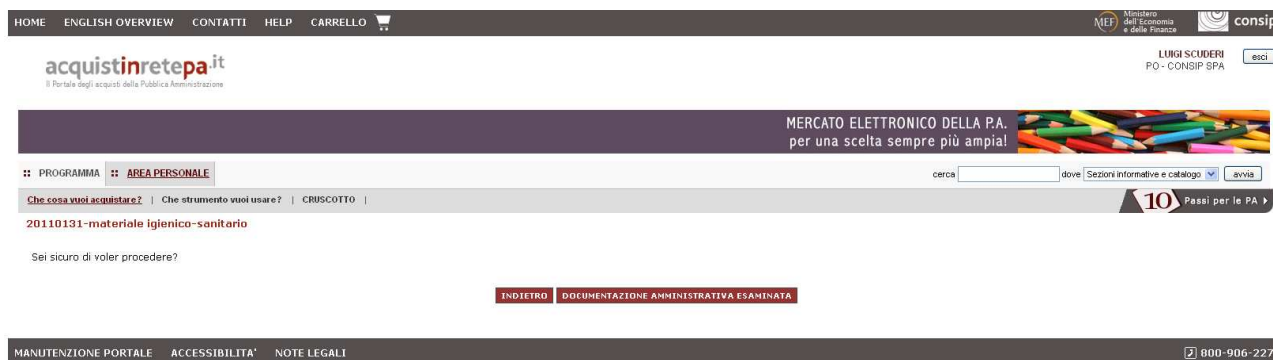 HOME ENGLISH OVERVIEW CONTATTI HELP CARRELLO
MEF Ministero
dell'Economia
e delle Finanze
consip
acquistinretepa.it
Il Portale degli acquisti della Pubblica Amministrazione
LUIGI SCUDERI
PO - CONSIP SPA
esci
MERCATO ELETTRONICO DELLA P.A.
per una scelta sempre più ampia!
:: PROGRAMMA :: AREA PERSONALE
cerca dove Sezioni informative e catalogo avvia
Che cosa vuoi acquistare? | Che strumento vuoi usare? | CRUSCOTTO |
10 Passi per le PA
20110131-materiale igienico-sanitario
Sei sicuro di voler procedere?
INDIETRO DOCUMENTAZIONE AMMINISTRATIVA ESAMINATA
MANUTENZIONE PORTALE ACCESSIBILITA' NOTE LEGALI
800-906-227